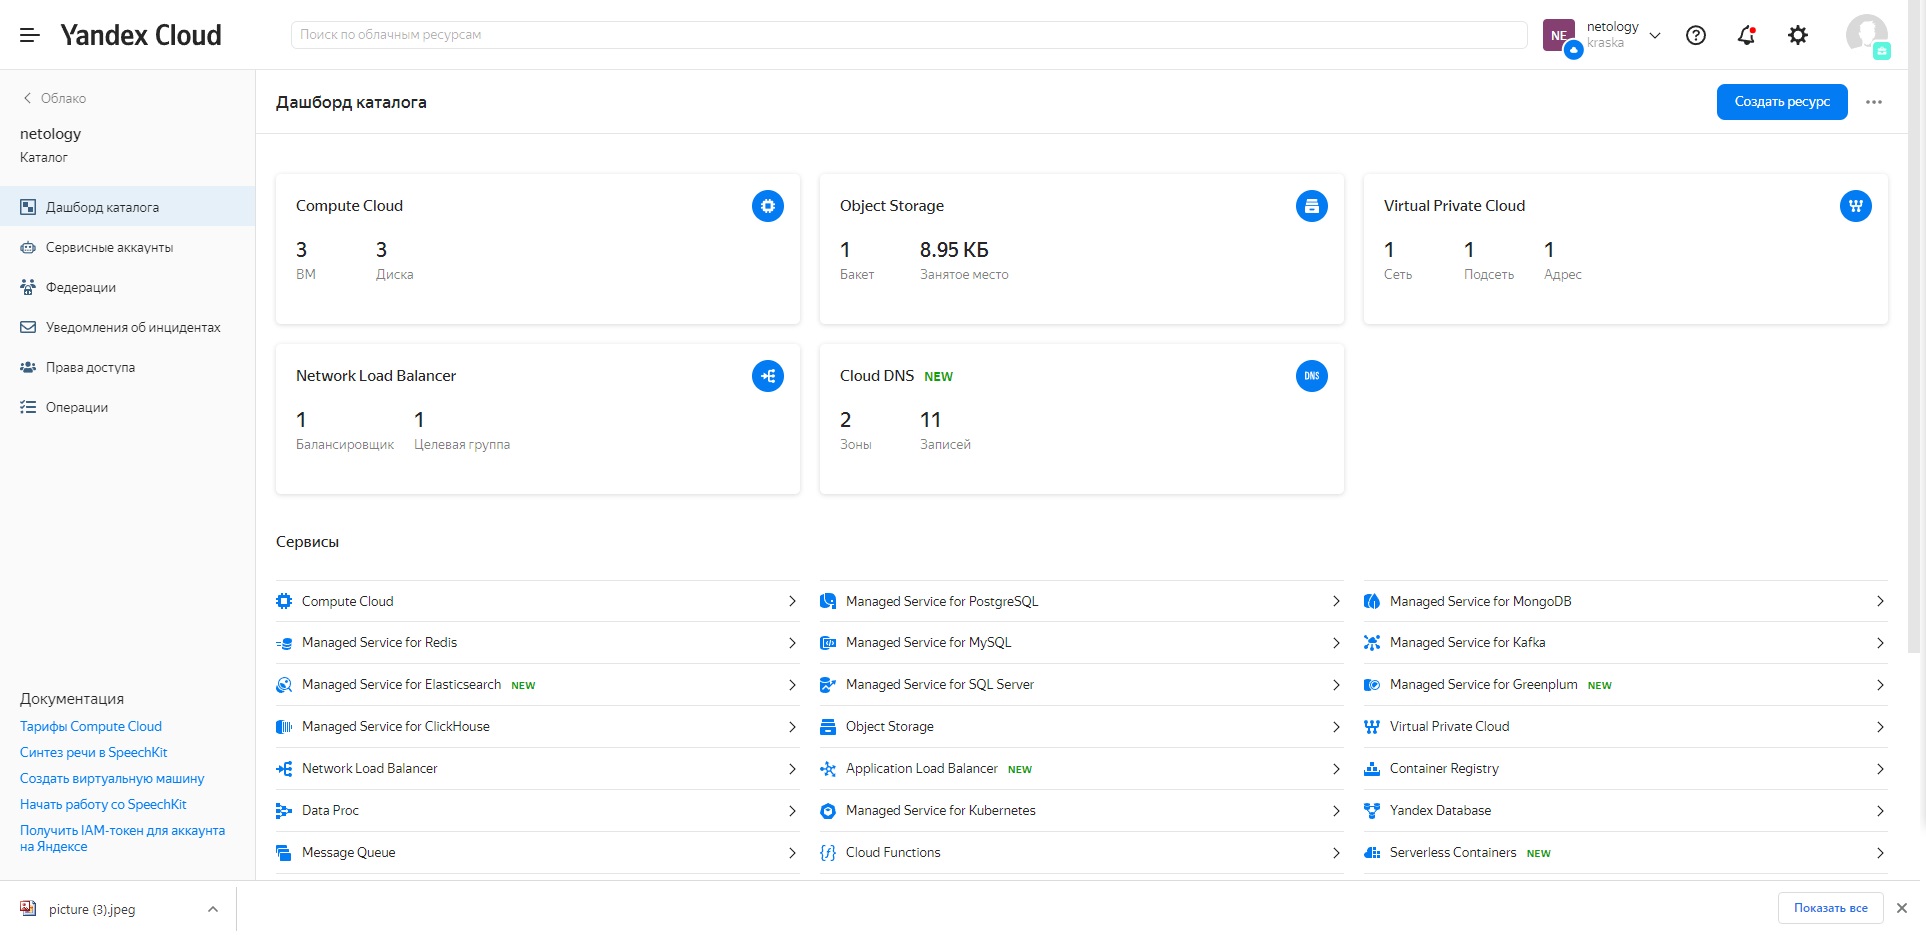 Yandex Cloud
Поиск по облачным ресурсам
NE
netology
kraska
Облако
netology
Каталог
Дашборд каталога
Сервисные аккаунты
Федерации
Уведомления об инцидентах
Права доступа
Операции
Документация
Тарифы Compute Cloud
Синтез речи в SpeechKit
Создать виртуальную машину
Начать работу со SpeechKit
Получить IAM-токен для аккаунта
на Яндексе
Дашборд каталога
Создать ресурс
Compute Cloud
3 3
ВМ Диска
Object Storage
1 8.95 КБ
Бакет Занятое место
Virtual Private Cloud
1 1 1
Сеть Подсеть Адрес
Network Load Balancer
1 1
Балансировщик Целевая группа
Cloud DNS NEW
DNS
2 11
Зоны Записей
Сервисы
Compute Cloud
Managed Service for PostgreSQL
Managed Service for MongoDB
Managed Service for Redis
Managed Service for MySQL
Managed Service for Kafka
Managed Service for Elasticsearch NEW
Managed Service for SQL Server
Managed Service for Greenplum NEW
Managed Service for ClickHouse
Object Storage
Virtual Private Cloud
Network Load Balancer
Application Load Balancer NEW
Container Registry
Data Proc
Managed Service for Kubernetes
Yandex Database
Message Queue
Cloud Functions
Serverless Containers NEW
picture (3).jpeg
Показать все